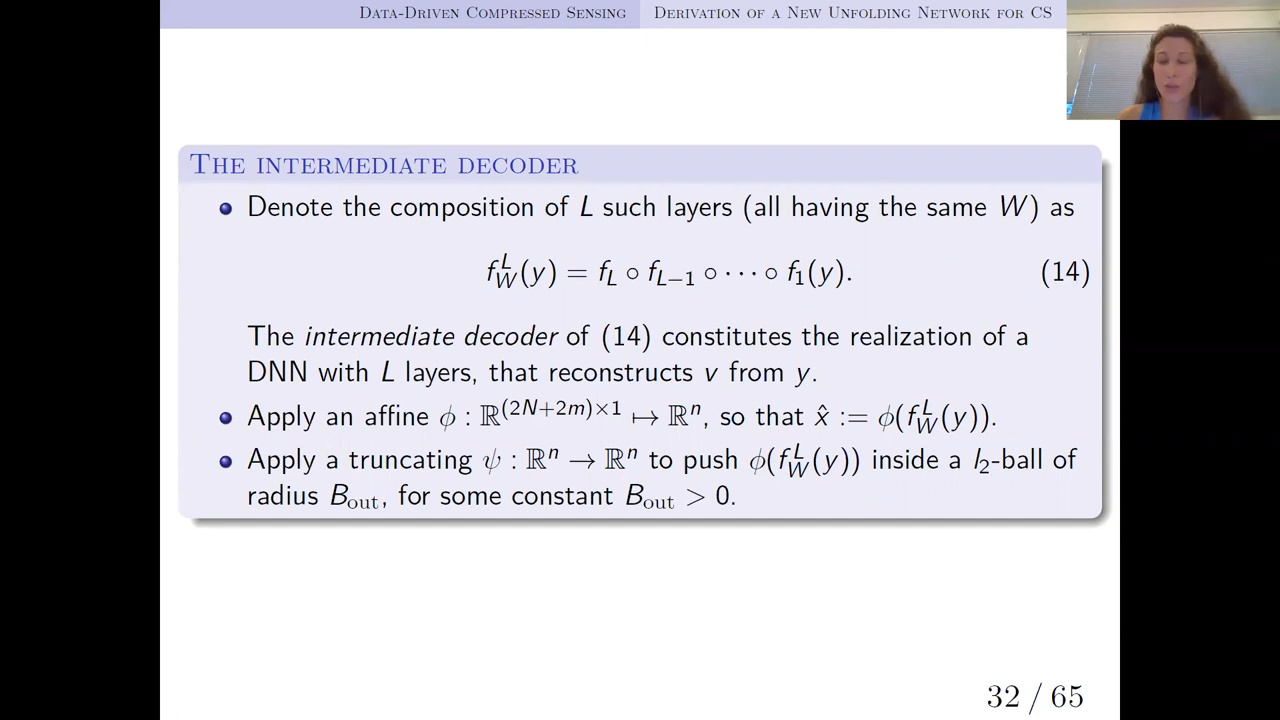 Data-Driven Compressed Sensing Derivation of a New Unfolding Network for CS
The intermediate decoder
Denote the composition of L such layers (all having the same W) as
f_W^L(y) = f_L ∘ f_{L−1} ∘ ⋯ ∘ f_1(y). (14)
The intermediate decoder of (14) constitutes the realization of a
DNN with L layers, that reconstructs v from y.
Apply an affine ϕ : ℝ^{(2N+2m)×1} ↦ ℝ^n, so that x̂ := ϕ(f_W^L(y)).
Apply a truncating ψ : ℝ^n → ℝ^n to push ϕ(f_W^L(y)) inside a l_2-ball of
radius B_out, for some constant B_out > 0.
32 / 65